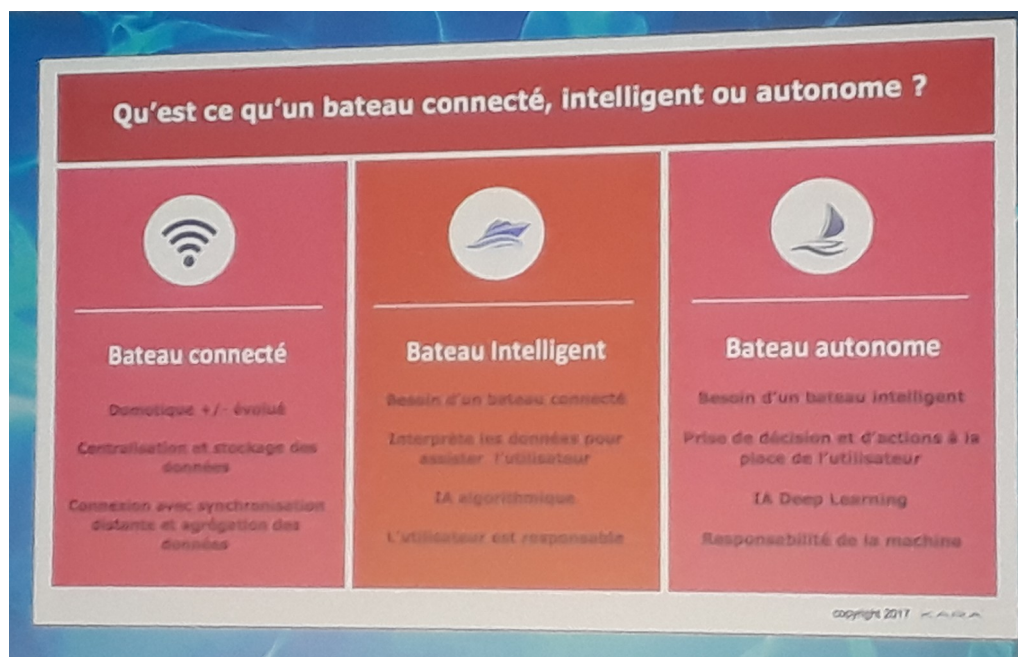 Qu'est ce qu'un bateau connecté, intelligent ou autonome ?
Bateau connecté
Domotique +/- évolué
Centralisation et stockage des
données
Connexion avec synchronisation
distante et agrégation des
données
Bateau Intelligent
Besoin d'un bateau connecté
Interprète les données pour
assister l'utilisateur
IA algorithmique
L'utilisateur est responsable
Bateau autonome
Besoin d'un bateau intelligent
Prise de décision et d'actions à la
place de l'utilisateur
IA Deep Learning
Responsabilité de la machine
copyright 2017 KARA